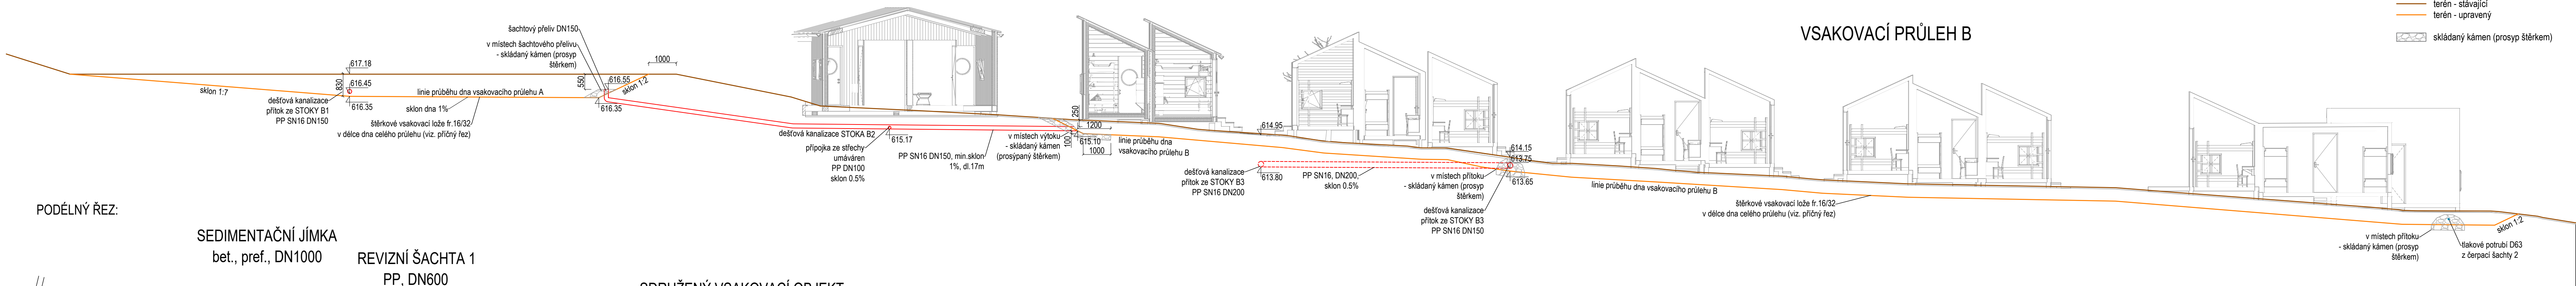 terén - stávající
terén - upravený
skládaný kámen (prosyp štěrkem)
VSAKOVACÍ PRŮLEH B
šachtový přeliv DN150
v místech šachtového přelivu
- skládaný kámen (prosyp
štěrkem)
1000
617.18
830
616.45
616.35
sklon 1:7
dešťová kanalizace
přítok ze STOKY B1
PP SN16 DN150
linie průběhu dna vsakovacího průlehu A
sklon dna 1%
štěrkové vsakovací lože fr.16/32
v délce dna celého průlehu (viz. příčný řez)
550
616.55
616.35
sklon 1:2
dešťová kanalizace STOKA B2
615.17
přípojka ze střechy
umáváren
PP DN100
sklon 0.5%
PP SN16 DN150, min.sklon
1%, dl.17m
v místech výtoku
- skládaný kámen
(prosýpaný štěrkem)
250
1200
100
615.10
1000
linie průběhu dna
vsakovacího průlehu B
614.95
613.80
dešťová kanalizace
přítok ze STOKY B3
PP SN16 DN200
PP SN16, DN200,
sklon 0.5%
614.15
613.75
613.65
v místech přítoku
- skládaný kámen (prosyp
štěrkem)
dešťová kanalizace
přítok ze STOKY B3
PP SN16 DN150
linie průběhu dna vsakovacího průlehu B
štěrkové vsakovací lože fr.16/32
v délce dna celého průlehu (viz. příčný řez)
v místech přítoku
- skládaný kámen (prosyp
štěrkem)
sklon 1:2
tlakové potrubí D63
z čerpací šachty 2
PODÉLNÝ ŘEZ:
SEDIMENTAČNÍ JÍMKA
bet., pref., DN1000
REVIZNÍ ŠACHTA 1
PP, DN600
SDRUŽENÝ VSAKOVACÍ OBJEKT